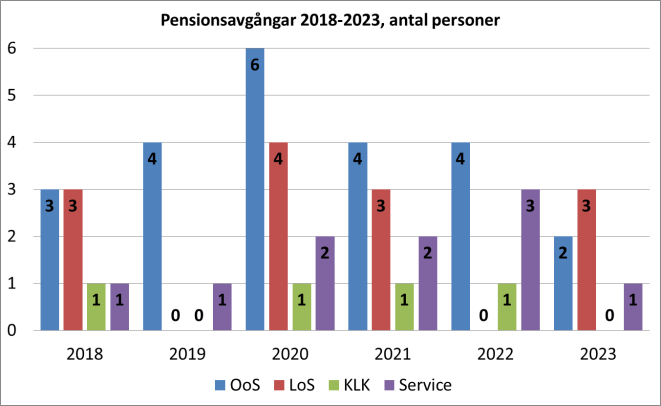 Pensionsavgångar 2018-2023, antal personer
6
5
4
3
2
1
0
3 3 1 1
4 0 0 1
6 4 1 2
4 3 1 2
4 0 1 3
2 3 0 1
2018 2019 2020 2021 2022 2023
OoS LoS KLK Service